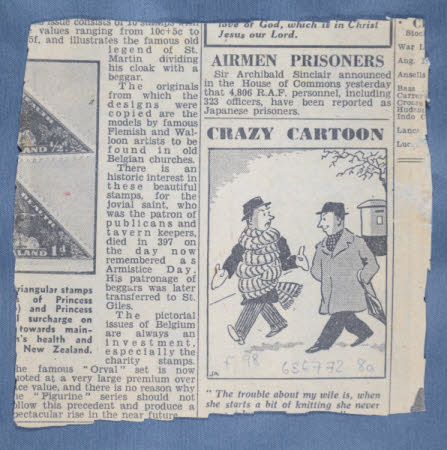 issue consists of 10 stamps with
values ranging from 10c+5c to
5f, and illustrates the famous old
legend of St.
Martin dividing
his cloak with a
beggar.
The originals
from which the
designs were
copied are the
models by famous
Flemish and Wal-
loon artists to be
found in old
Belgian churches.
There is an
historic interest in
these beautiful
stamps, for the
jovial saint, who
was the patron of
publicans and
tavern keepers,
died in 397 on
the day now
remembered as
Armistice Day.
His patronage of
beggars was later
transferred to St.
Giles.
The pictorial
issues of Belgium
are always an
investment,
especially the
charity stamps.
The famous "Orval" set is now
quoted at a very large premium over
face value, and there is no reason why
the "Figurine" series should not
follow this precedent and produce a
spectacular rise in the near future.
triangular stamps
of Princess
) and Princess
surcharge on
towards main-
's health and
New Zealand.
love of God, which is in Christ
Jesus our Lord.
AIRMEN PRISONERS
Sir Archibald Sinclair announced
in the House of Commons yesterday
that 4,806 R.A.F. personnel, including
323 officers, have been reported as
Japanese prisoners.
CRAZY CARTOON
"The trouble about my wife is, when
she starts a bit of knitting she never
Stoc
War L
Aug.
Ansells
Bass
Carrer
Indo C
Lanca